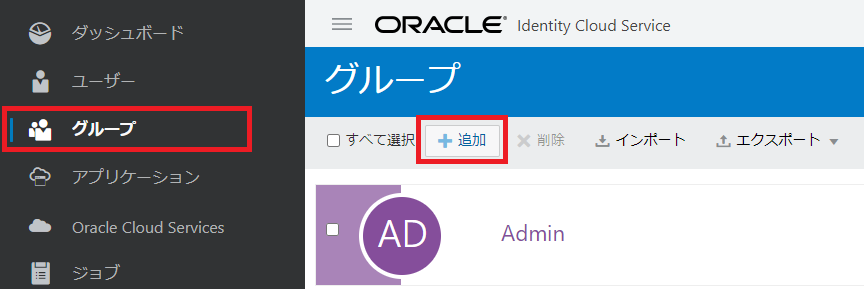 ダッシュボード
ユーザー
グループ
アプリケーション
Oracle Cloud Services
ジョブ
ORACLE® Identity Cloud Service
グループ
すべて選択 追加 削除 インポート エクスポート
AD Admin